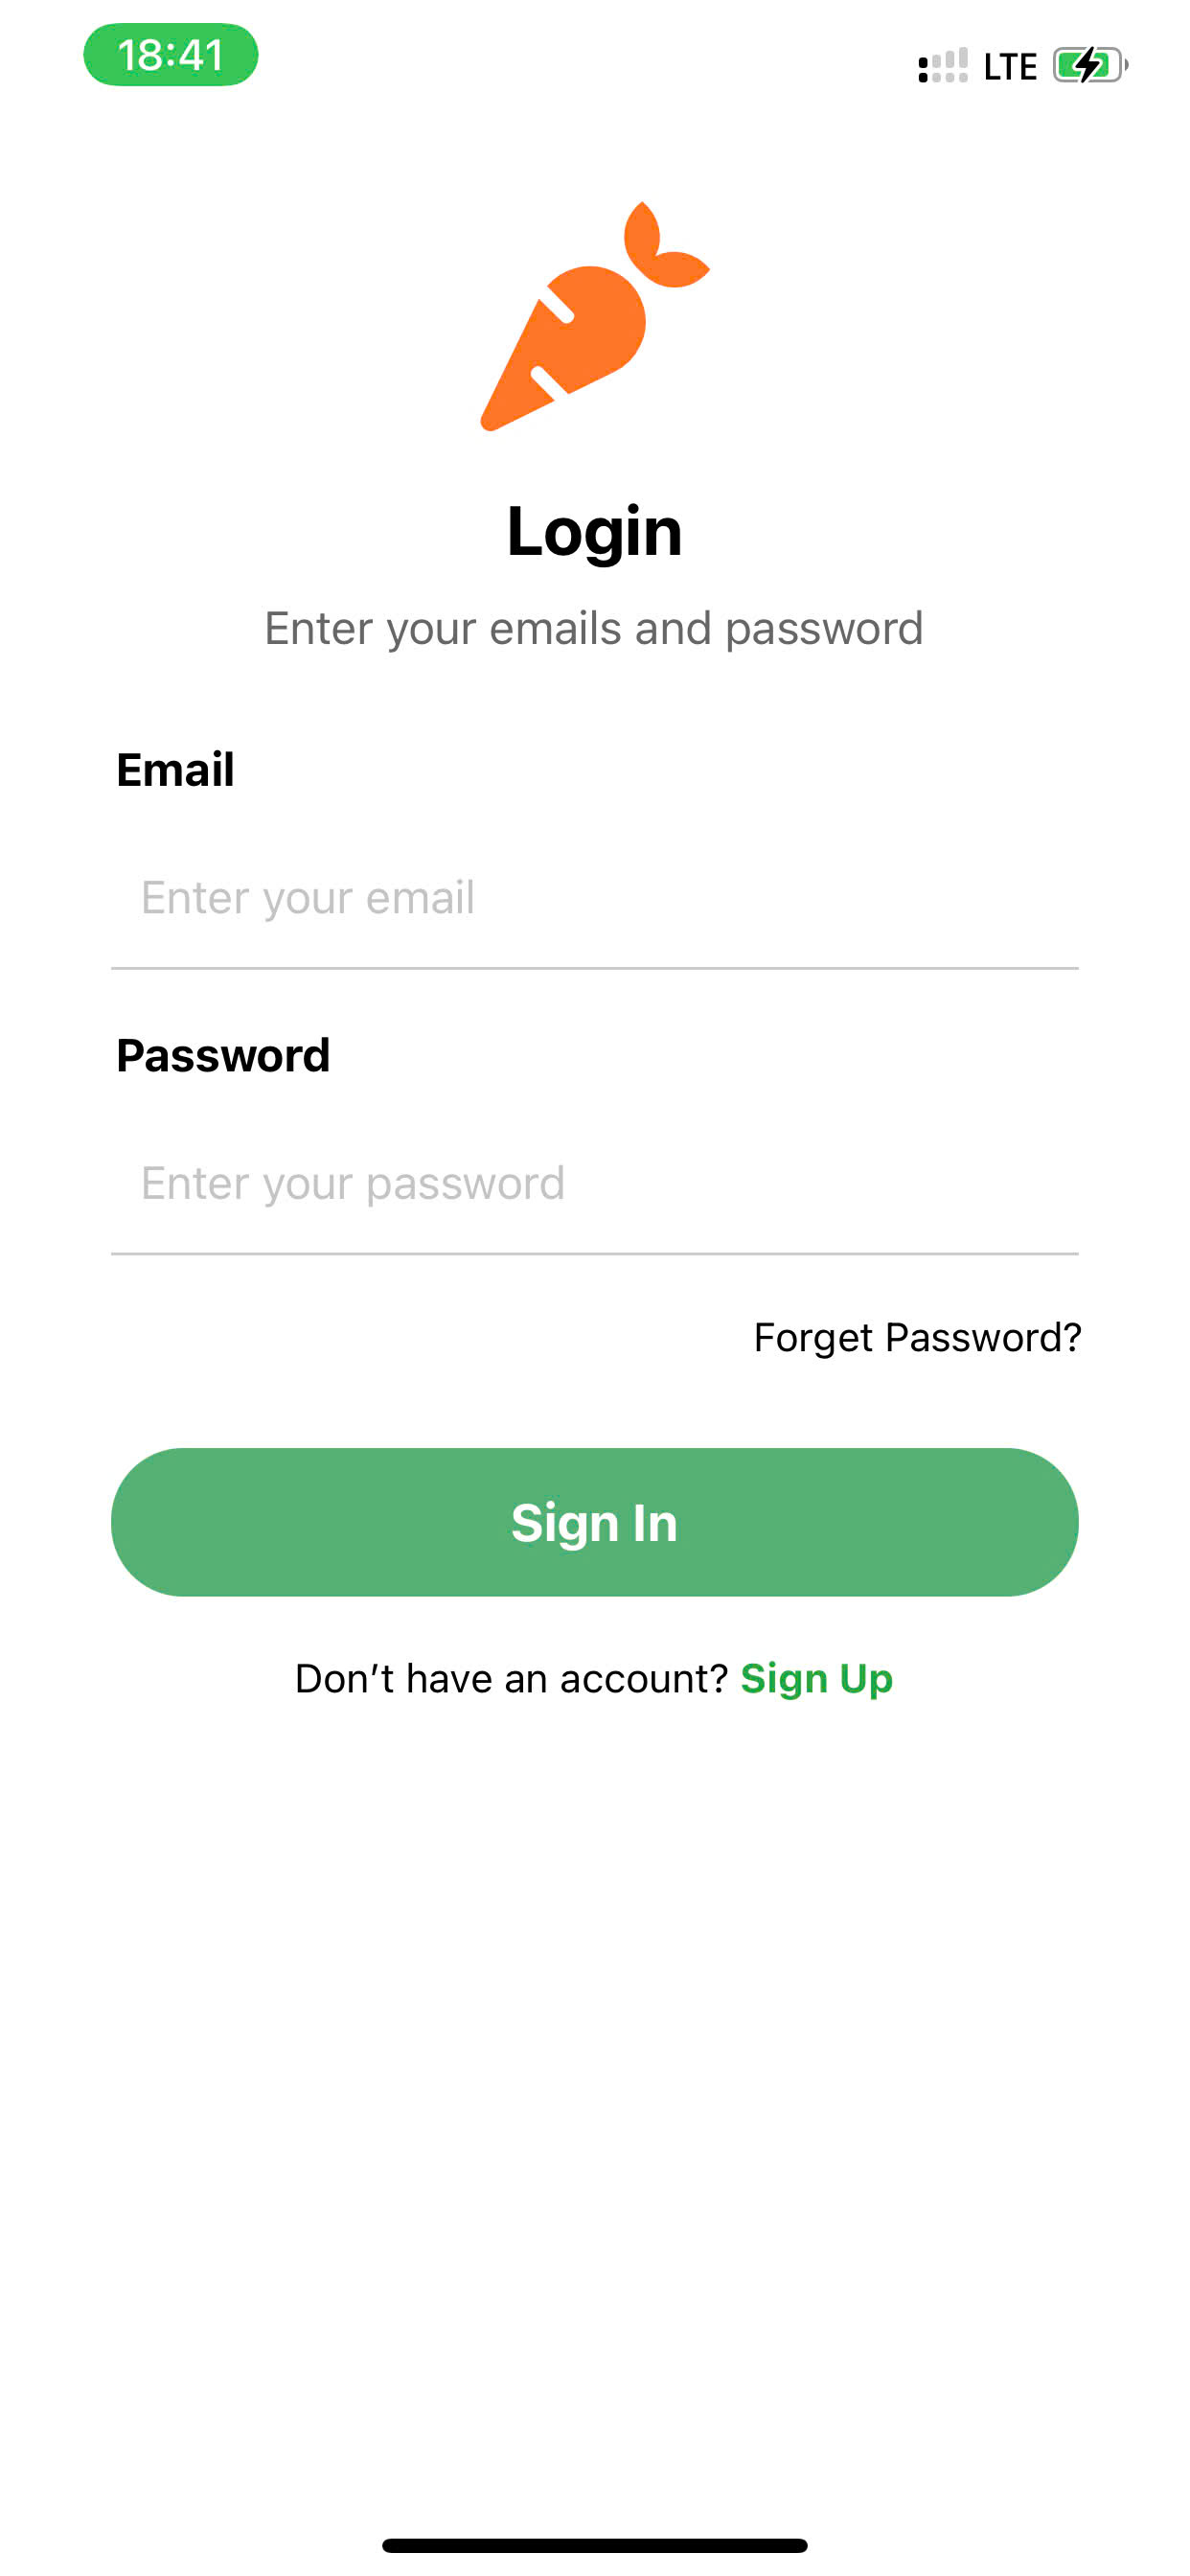 18:41
LTE
Login
Enter your emails and password
Email
Enter your email
Password
Enter your password
Forget Password?
Sign In
Don't have an account? Sign Up